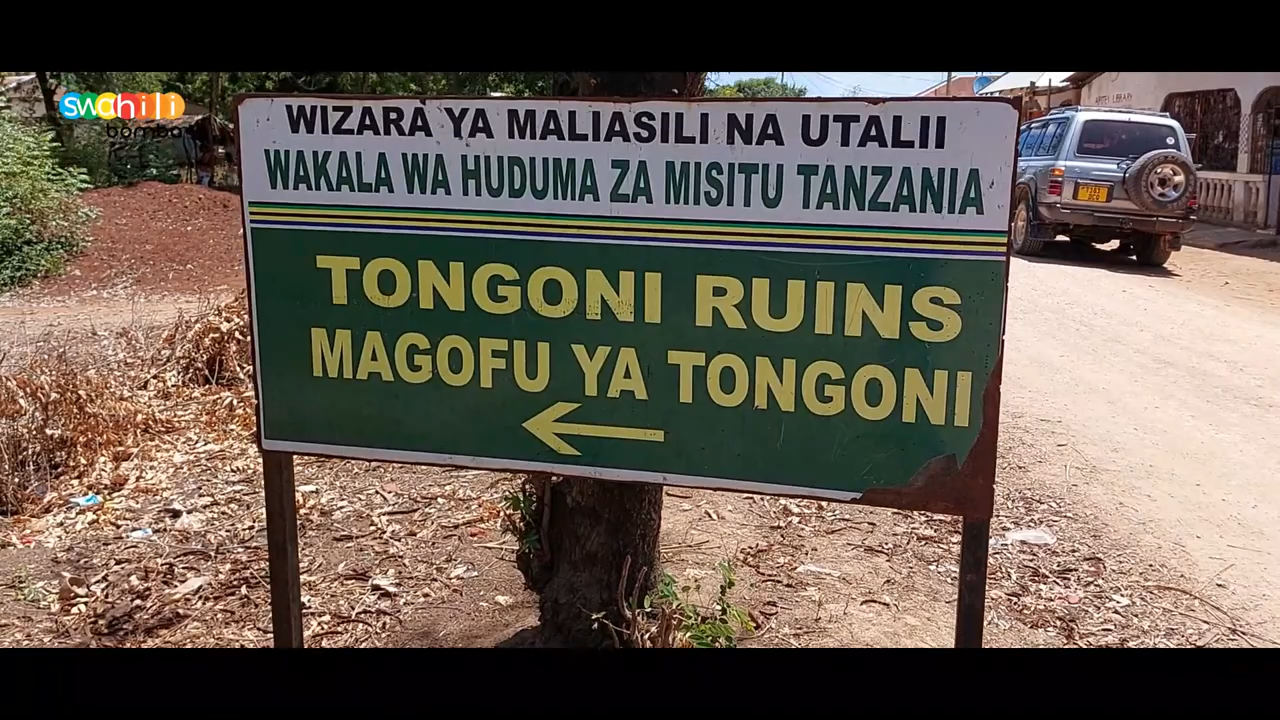 swahili
bomba
WIZARA YA MALIASILI NA UTALII
WAKALA WA HUDUMA ZA MISITU TANZANIA
TONGONI RUINS
MAGOFU YA TONGONI